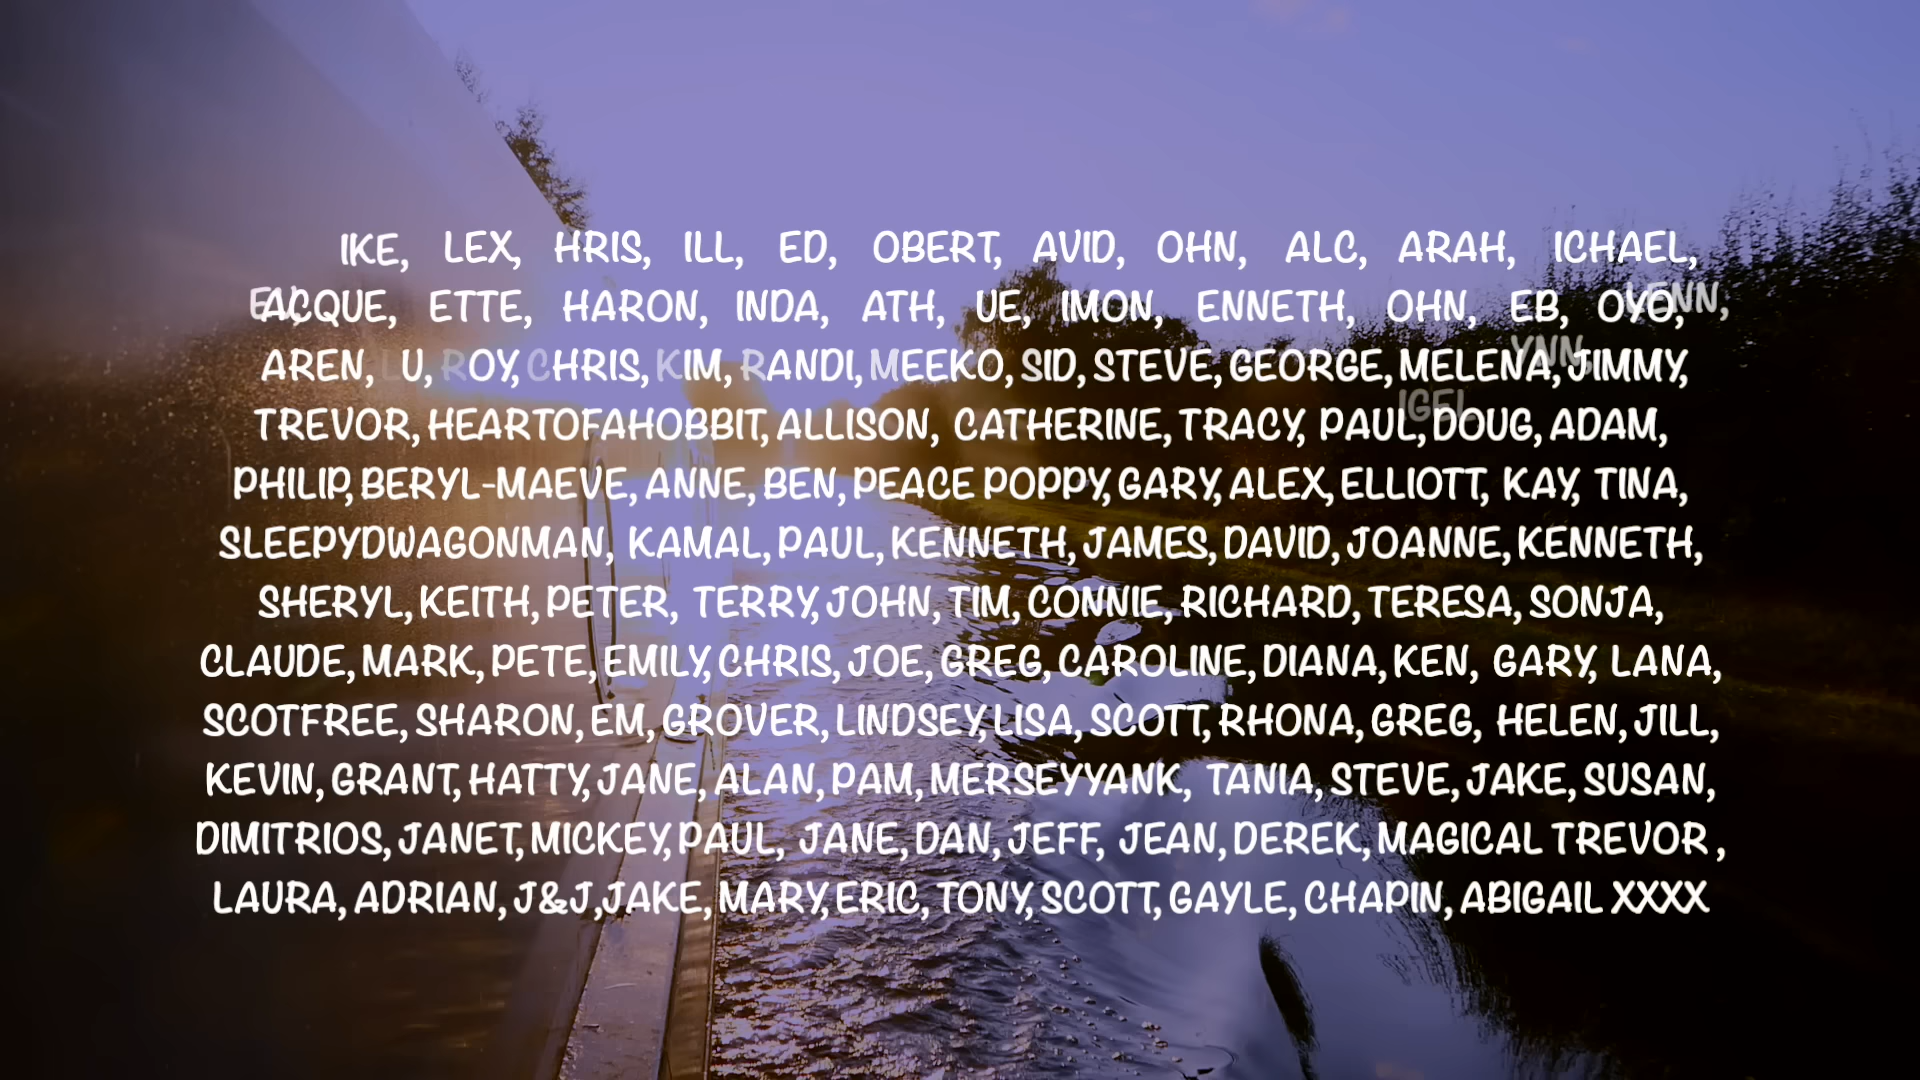 IKE, LEX, HRIS, ILL, ED, OBERT, AVID, OHN, ALC, ARAH, ICHAEL,
ACQUE, ETTE, HARON, INDA, ATH, UE, IMON, ENNETH, OHN, EB, OYO,
AREN, LU, ROY, CHRIS, KIM, RANDI, MEEKO, SID, STEVE, GEORGE, MELENA, JIMMY,
TREVOR, HEARTOFAHOBBIT, ALLISON, CATHERINE, TRACY, PAUL, DOUG, ADAM,
PHILIP, BERYL-MAEVE, ANNE, BEN, PEACE POPPY, GARY, ALEX, ELLIOTT, KAY, TINA,
SLEEPYDWAGONMAN, KAMAL, PAUL, KENNETH, JAMES, DAVID, JOANNE, KENNETH,
SHERYL, KEITH, PETER, TERRY, JOHN, TIM, CONNIE, RICHARD, TERESA, SONJA,
CLAUDE, MARK, PETE, EMILY, CHRIS, JOE, GREG, CAROLINE, DIANA, KEN, GARY, LANA,
SCOTFREE, SHARON, EM, GROVER, LINDSEY, LISA, SCOTT, RHONA, GREG, HELEN, JILL,
KEVIN, GRANT, HATTY, JANE, ALAN, PAM, MERSEYYANK, TANIA, STEVE, JAKE, SUSAN,
DIMITRIOS, JANET, MICKEY, PAUL, JANE, DAN, JEFF, JEAN, DEREK, MAGICAL TREVOR ,
LAURA, ADRIAN, J&J, JAKE, MARY, ERIC, TONY, SCOTT, GAYLE, CHAPIN, ABIGAIL XXXX